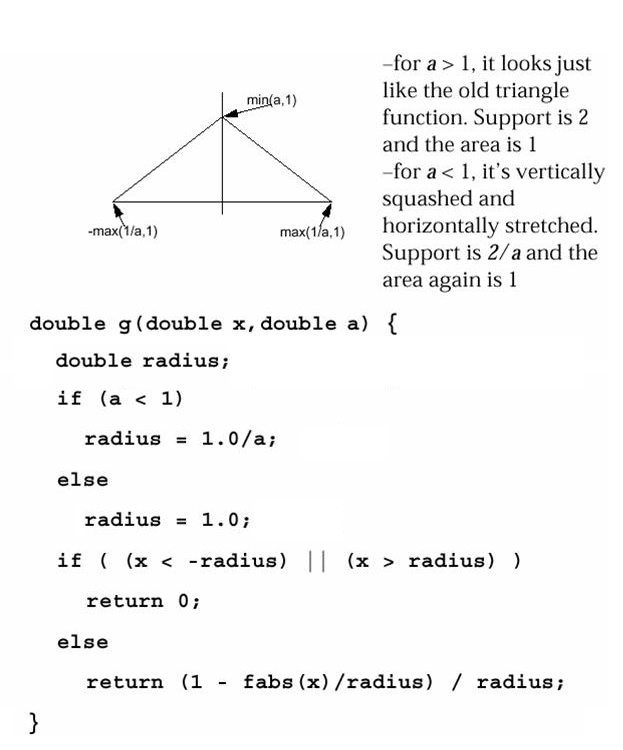 –for a > 1, it looks just
like the old triangle
function. Support is 2
and the area is 1
–for a < 1, it's vertically
squashed and
horizontally stretched.
Support is 2/a and the
area again is 1
min(a,1)
-max(1/a,1)
max(1/a,1)
double g(double x,double a) {
double radius;
if (a < 1)
radius = 1.0/a;
else
radius = 1.0;
if ( (x < -radius) || (x > radius) )
return 0;
else
return (1 - fabs(x)/radius) / radius;
}